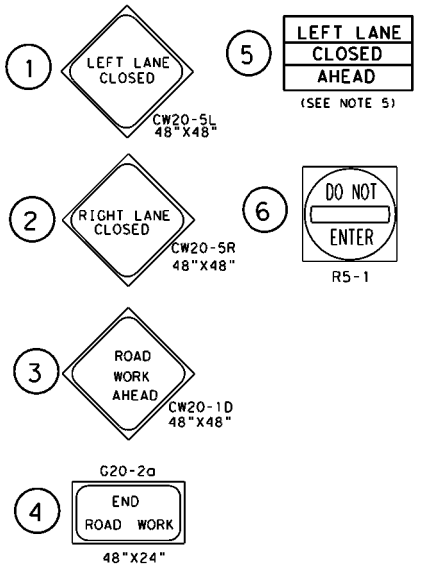 1
LEFT LANE
CLOSED
CW20-5L
48"X48"
2
RIGHT LANE
CLOSED
CW20-5R
48"X48"
3
ROAD
WORK
AHEAD
CW20-1D
48"X48"
4
G20-2a
END
ROAD WORK
48"X24"
5
LEFT LANE
CLOSED
AHEAD
(SEE NOTE 5)
6
DO NOT
ENTER
R5-1